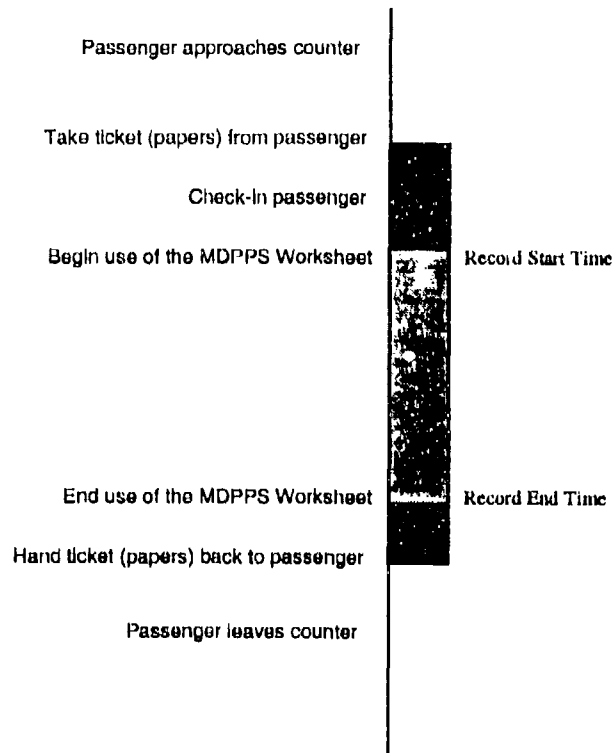 Passenger approaches counter
Take ticket (papers) from passenger
Check-In passenger
Begin use of the MDPPS Worksheet Record Start Time
End use of the MDPPS Worksheet Record End Time
Hand ticket (papers) back to passenger
Passenger leaves counter